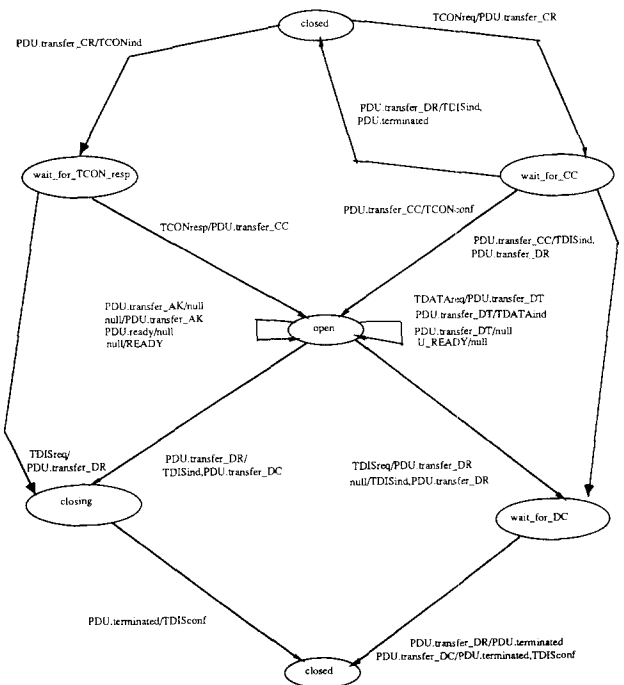 closed
TCONreq/PDU.transfer_CR
PDU.transfer_CR/TCONind
PDU.transfer_DR/TDISind,
PDU.terminated
wait_for_TCON_resp
wait_for_CC
PDU.transfer_CC/TCONconf
TCONresp/PDU.transfer_CC
PDU.transfer_CC/TDISind,
PDU.transfer_DR
PDU.transfer_AK/null
null/PDU.transfer_AK
PDU.ready/null
null/READY
open
TDATAreq/PDU.transfer_DT
PDU.transfer_DT/TDATAind
PDU.transfer_DT/null
U_READY/null
TDISreq/
PDU.transfer_DR
PDU.transfer_DR/
TDISind,PDU.transfer_DC
TDISreq/PDU.transfer_DR
null/TDISind,PDU.transfer_DR
closing
wait_for_DC
PDU.terminated/TDISconf
PDU.transfer_DR/PDU.terminated
PDU.transfer_DC/PDU.terminated,TDISconf
closed